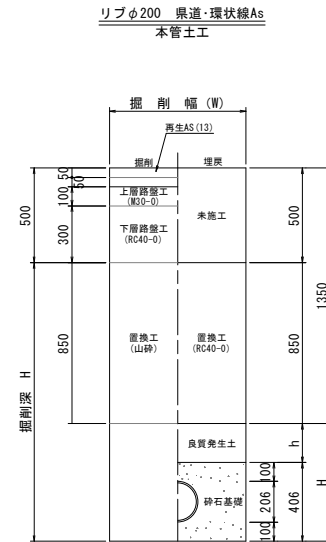 リブφ200　県道・環状線As
本管土工
掘 削 幅 (W)
再生AS(13)
掘削
埋戻
50
50
上層路盤工
(M30-0)
100
500
下層路盤工
(RC40-0)
300
未施工
500
1350
置換工
(山砕)
850
置換工
(RC40-0)
850
掘削深 H
良質発生土
h
砕石基礎
100
206
100
406
H